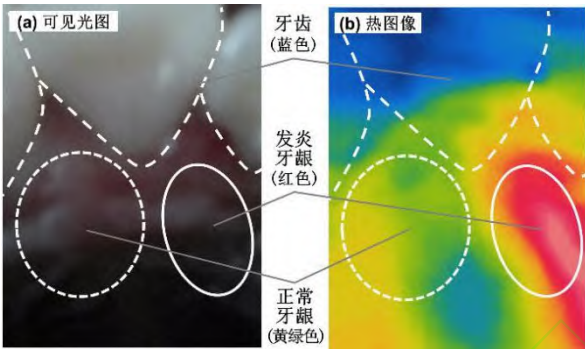 (a) 可见光图
牙齿
(蓝色)
(b) 热图像
发炎
牙龈
(红色)
正常
牙龈
(黄绿色)